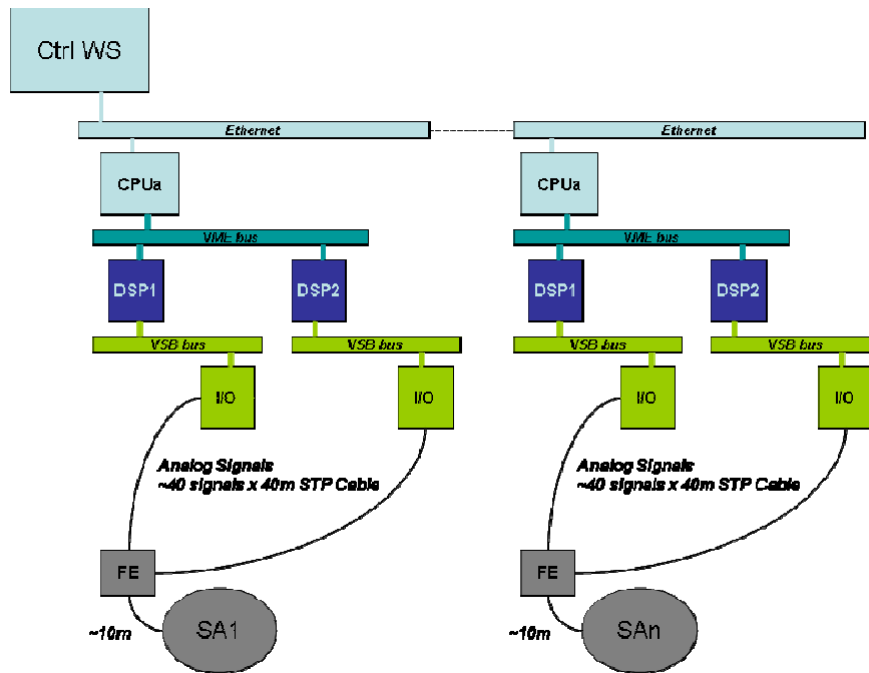 Ctrl WS
Ethernet
Ethernet
CPUa
CPUa
VME bus
VME bus
DSP1
DSP2
DSP1
DSP2
VSB bus
VSB bus
VSB bus
VSB bus
I/O
I/O
I/O
I/O
Analog Signals
~40 signals x 40m STP Cable
Analog Signals
~40 signals x 40m STP Cable
FE
FE
~10m
SA1
~10m
SAn